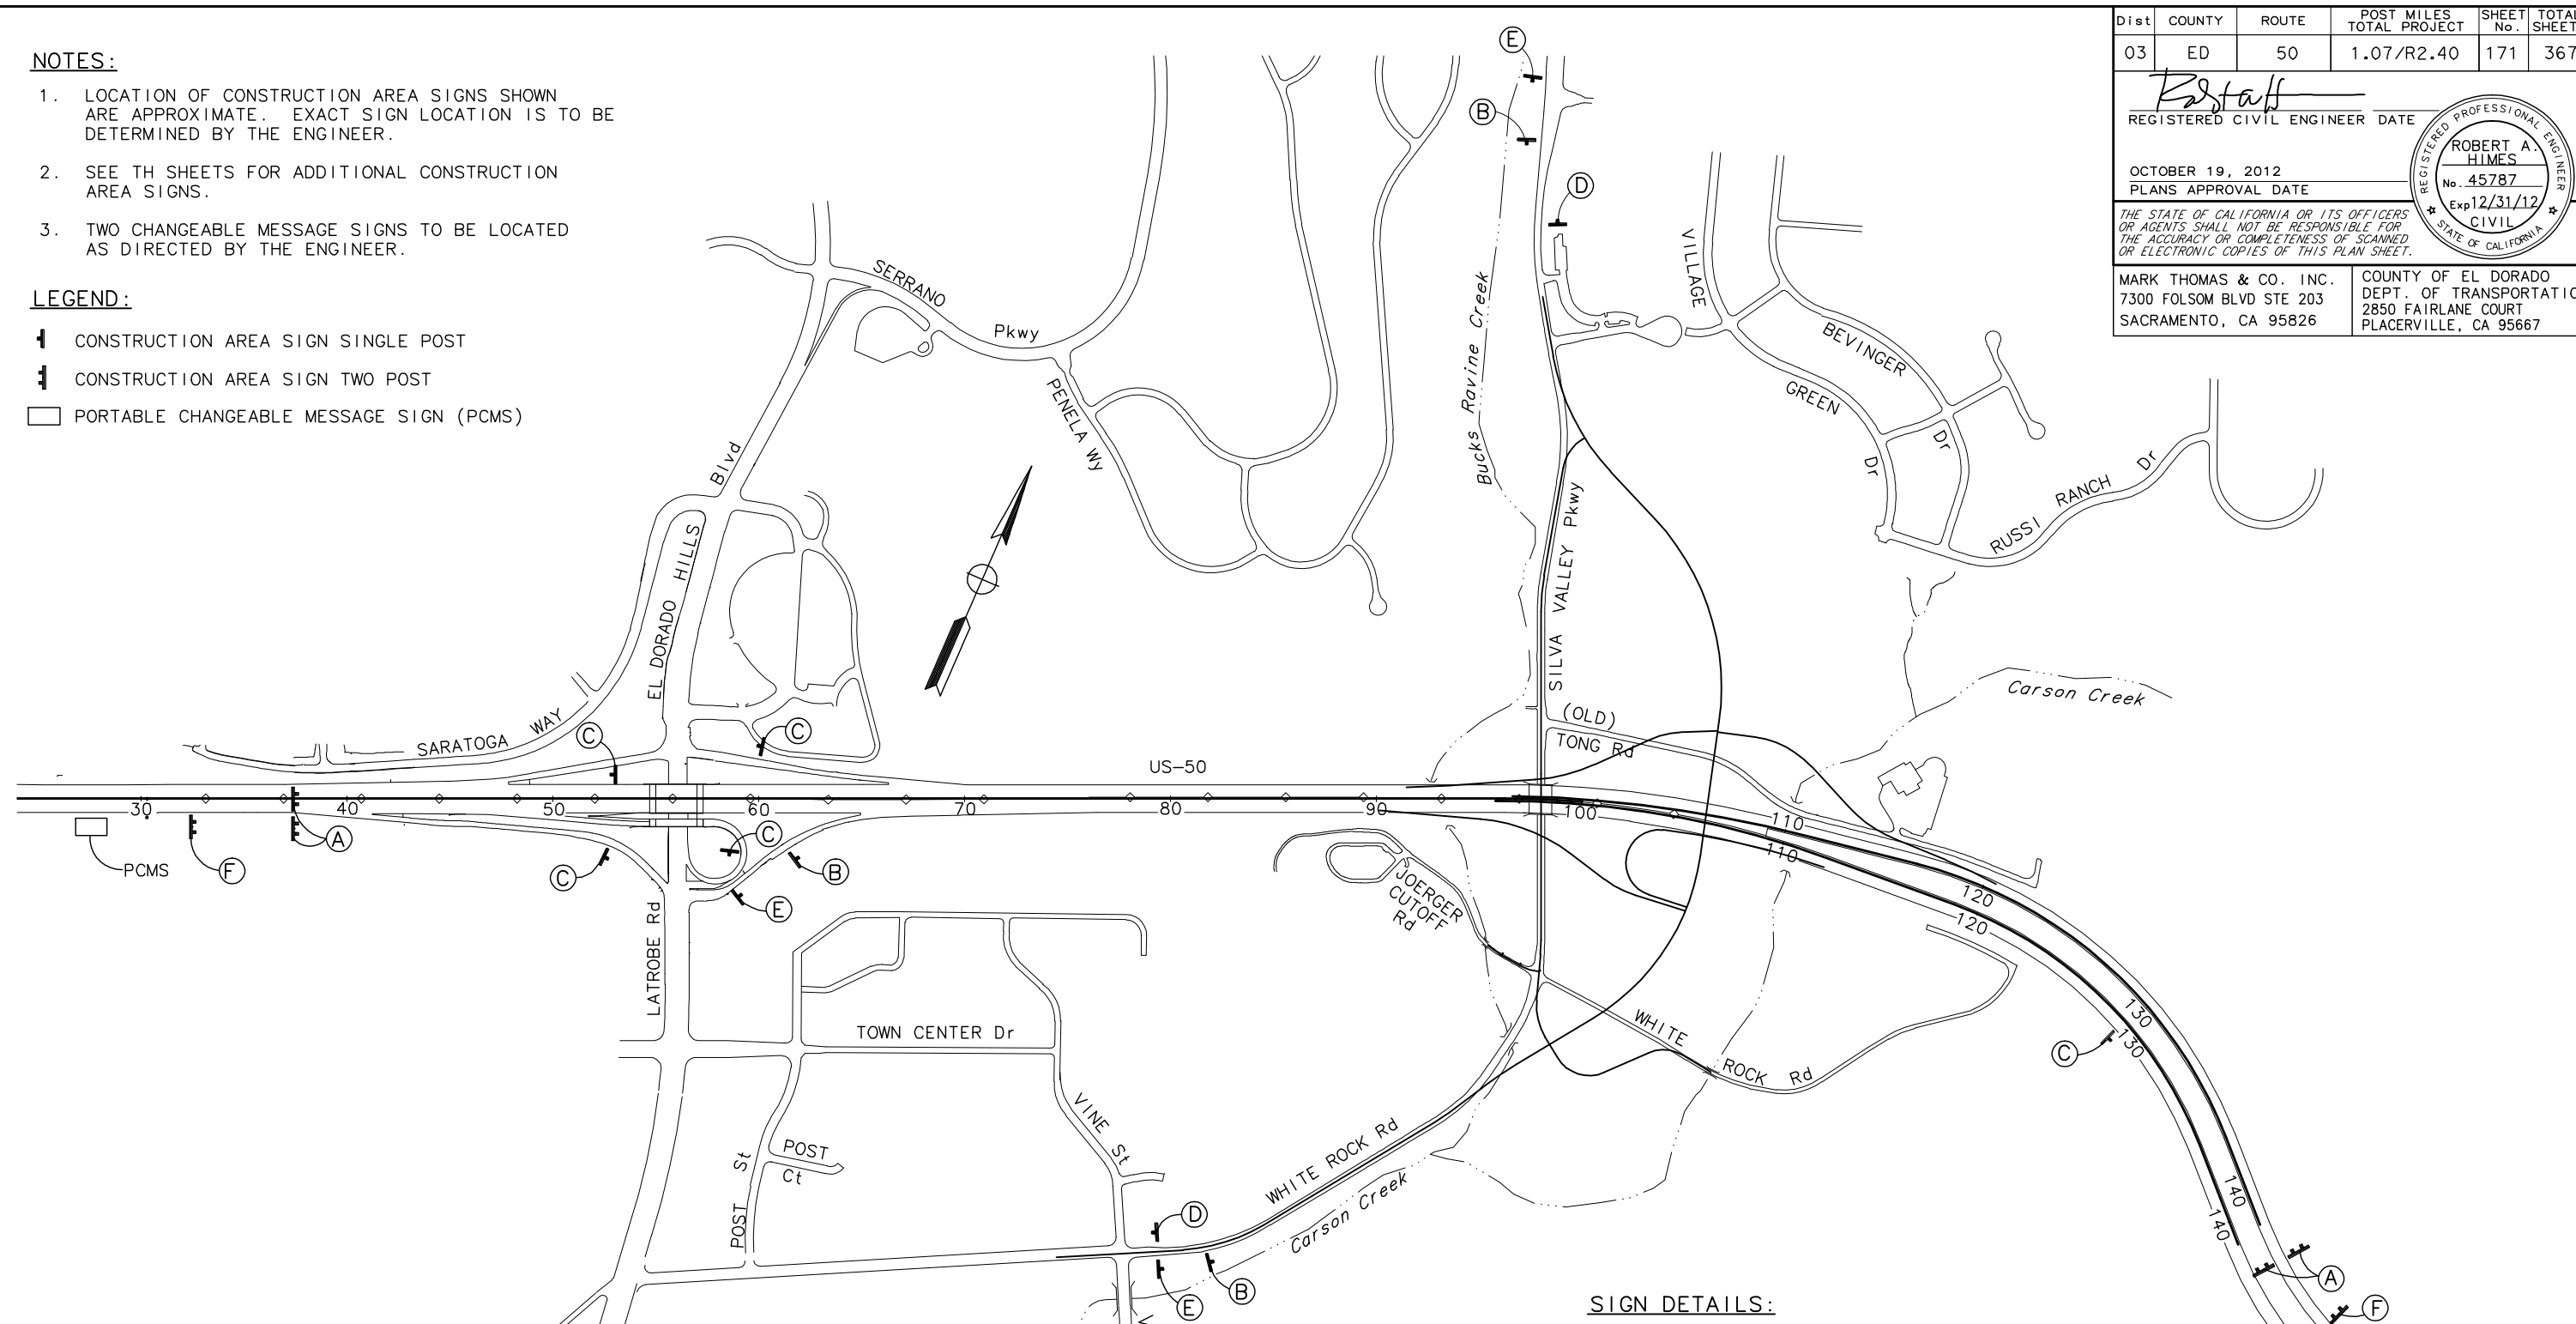 NOTES:
1. LOCATION OF CONSTRUCTION AREA SIGNS SHOWN
ARE APPROXIMATE. EXACT SIGN LOCATION IS TO BE
DETERMINED BY THE ENGINEER.
2. SEE TH SHEETS FOR ADDITIONAL CONSTRUCTION
AREA SIGNS.
3. TWO CHANGEABLE MESSAGE SIGNS TO BE LOCATED
AS DIRECTED BY THE ENGINEER.
LEGEND:
CONSTRUCTION AREA SIGN SINGLE POST
CONSTRUCTION AREA SIGN TWO POST
PORTABLE CHANGEABLE MESSAGE SIGN (PCMS)
Dist COUNTY ROUTE POST MILES TOTAL PROJECT SHEET No. TOTAL SHEET
03 ED 50 1.07/R2.40 171 367
REGISTERED CIVIL ENGINEER DATE
OCTOBER 19, 2012
PLANS APPROVAL DATE
REGISTERED PROFESSIONAL ENGINEER
ROBERT A.
HIMES
No. 45787
Exp 12/31/12
CIVIL
STATE OF CALIFORNIA
THE STATE OF CALIFORNIA OR ITS OFFICERS
OR AGENTS SHALL NOT BE RESPONSIBLE FOR
THE ACCURACY OR COMPLETENESS OF SCANNED
OR ELECTRONIC COPIES OF THIS PLAN SHEET.
MARK THOMAS & CO. INC.
7300 FOLSOM BLVD STE 203
SACRAMENTO, CA 95826
COUNTY OF EL DORADO
DEPT. OF TRANSPORTATIO
2850 FAIRLANE COURT
PLACERVILLE, CA 95667
E
B
D
SERRANO Pkwy
PENELA Wy
Bucks Ravine Creek
VILLAGE
BEVINGER
Dr
GREEN
Dr
RUSSI RANCH Dr
EL DORADO HILLS Blvd
SILVA VALLEY Pkwy
Carson Creek
SARATOGA WAY
C
C
(OLD)
TONG Rd
US-50
30
40
50
60
70
80
90
100
110
110
120
120
130
130
140
140
PCMS
F
A
C
C
B
E
LATROBE Rd
JOERGER
CUTOFF
Rd
TOWN CENTER Dr
WHITE ROCK Rd
C
VINE St
POST St
POST
Ct
WHITE ROCK Rd
Carson Creek
D
E
B
A
F
SIGN DETAILS: